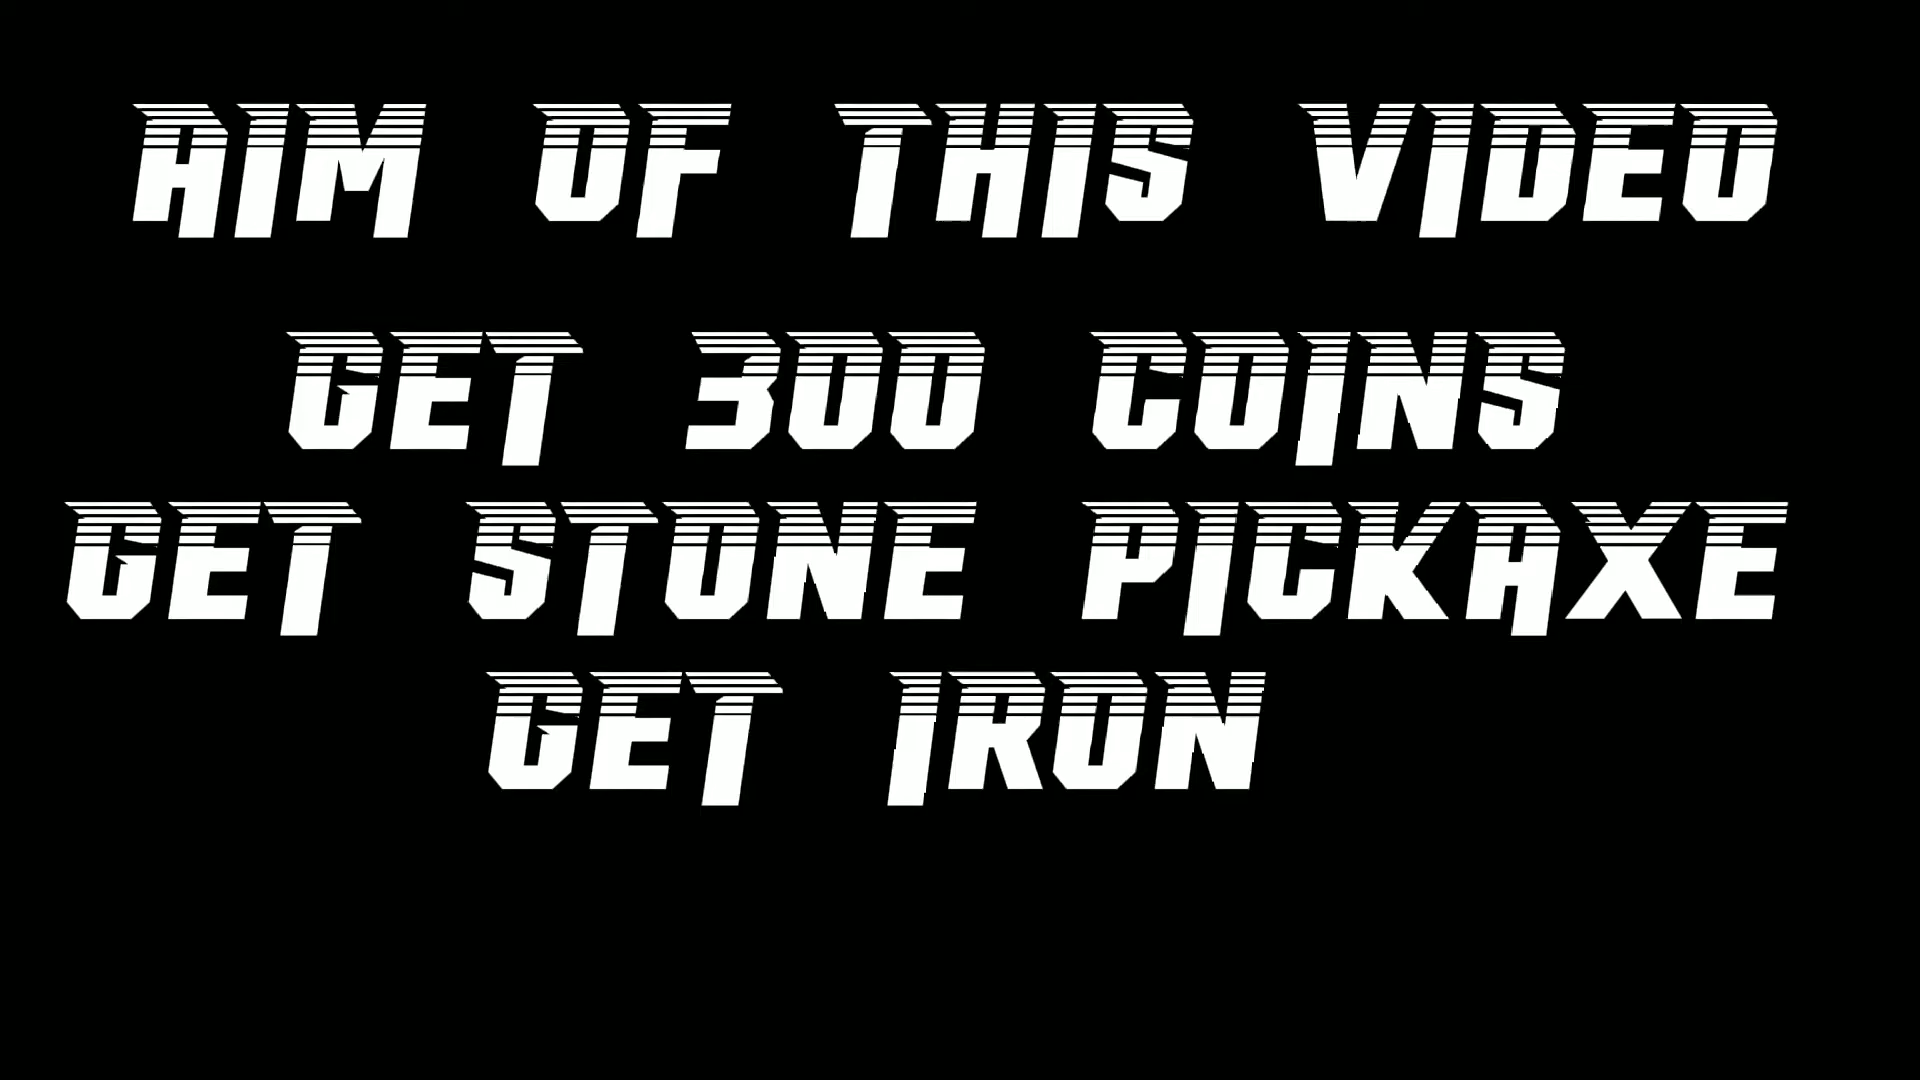 AIM OF THIS VIDEO
GET 300 COINS
GET STONE PICKAXE
GET IRON